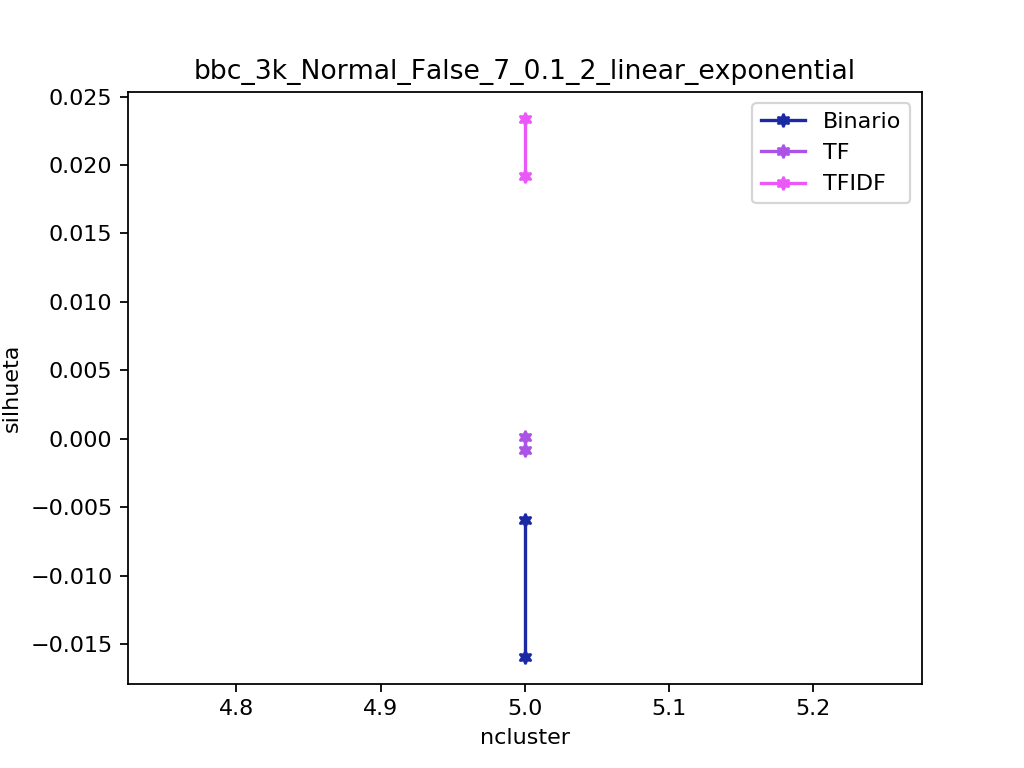 bbc_3k_Normal_False_7_0.1_2_linear_exponential
0.025
0.020
0.015
0.010
0.005
0.000
−0.005
−0.010
−0.015
silhueta
Binario
TF
TFIDF
4.8 4.9 5.0 5.1 5.2
ncluster